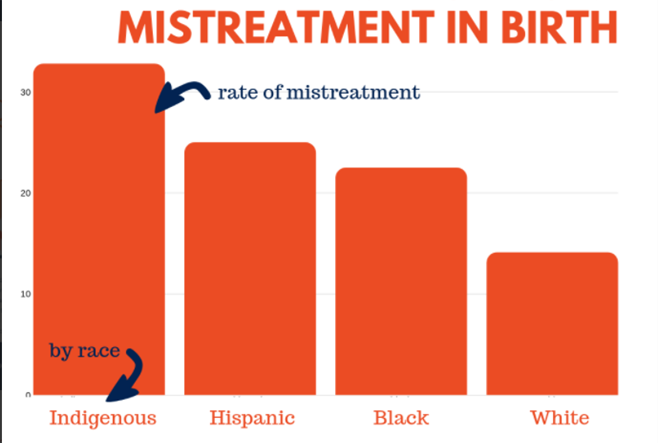 MISTREATMENT IN BIRTH
30
rate of mistreatment
20
10
by race
0
Indigenous Hispanic Black White